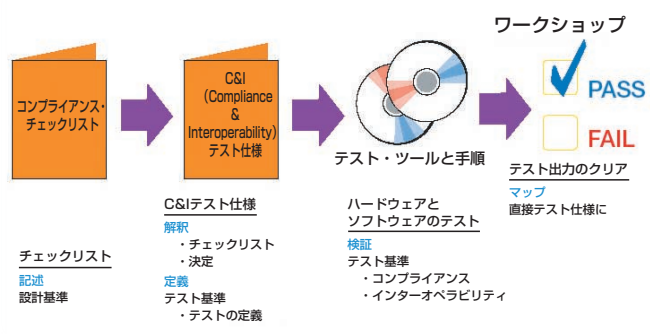 コンプライアンス・
チェックリスト
C&I
(Compliance
&
Interoperability)
テスト仕様
テスト・ツールと手順
ワークショップ
PASS
FAIL
チェックリスト
記述
設計基準
C&Iテスト仕様
解釈
・チェックリスト
・決定
定義
テスト基準
・テストの定義
ハードウェアと
ソフトウェアのテスト
検証
テスト基準
・コンプライアンス
・インターオペラビリティ
テスト出力のクリア
マップ
直接テスト仕様に